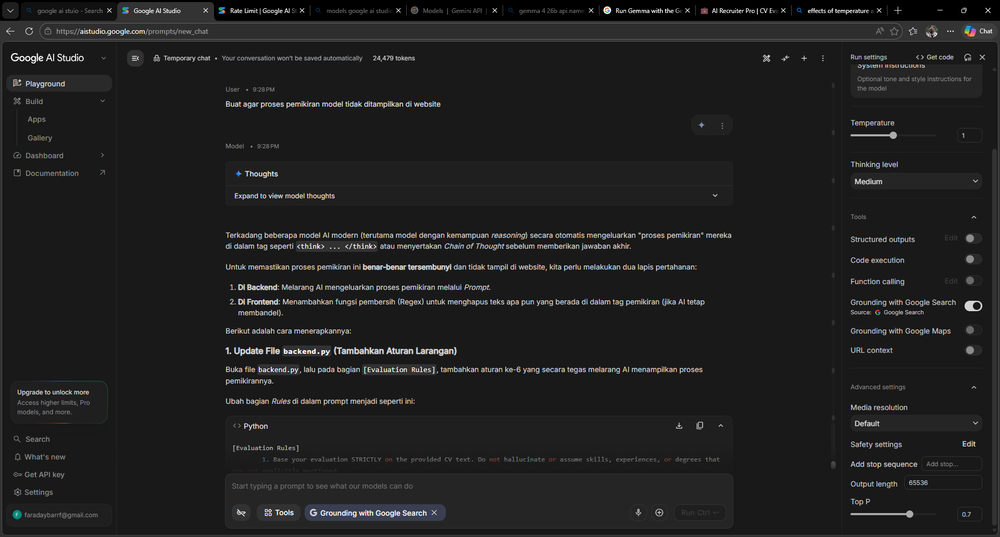 google ai stuio - Search
Google AI Studio
Rate Limit | Google AI St
models google ai studio
Models | Gemini API |
gemma 4 26b api name
Run Gemma with the Ge
AI Recruiter Pro | CV Eva
effects of temperature a
https://aistudio.google.com/prompts/new_chat
Chat
Google AI Studio
Playground
Build
Apps
Gallery
Dashboard
Documentation
Upgrade to unlock more
Access higher limits, Pro
models, and more.
Search
What's new
Get API key
Settings
F
faradaybarrf@gmail.com
Temporary chat • Your conversation won't be saved automatically 24,479 tokens
User • 9:28 PM
Buat agar proses pemikiran model tidak ditampilkan di website
Model • 9:28 PM
Thoughts
Expand to view model thoughts
Terkadang beberapa model AI modern (terutama model dengan kemampuan reasoning) secara otomatis mengeluarkan "proses pemikiran" mereka
di dalam tag seperti <think> ... </think> atau menyertakan Chain of Thought sebelum memberikan jawaban akhir.
Untuk memastikan proses pemikiran ini benar-benar tersembunyi dan tidak tampil di website, kita perlu melakukan dua lapis pertahanan:
1. Di Backend: Melarang AI mengeluarkan proses pemikiran melalui Prompt.
2. Di Frontend: Menambahkan fungsi pembersih (Regex) untuk menghapus teks apa pun yang berada di dalam tag pemikiran (jika AI tetap
membandel).
Berikut adalah cara menerapkannya:
1. Update File backend.py (Tambahkan Aturan Larangan)
Buka file backend.py, lalu pada bagian [Evaluation Rules], tambahkan aturan ke-6 yang secara tegas melarang AI menampilkan proses
pemikirannya.
Ubah bagian Rules di dalam prompt menjadi seperti ini:
Python
[Evaluation Rules]
1. Base your evaluation STRICTLY on the provided CV text. Do not hallucinate or assume skills, experiences, or degrees that
are not explicitly mentioned.
Start typing a prompt to see what our models can do
Tools
Grounding with Google Search
Run Ctrl ↵
Run settings
Get code
System instructions
Optional tone and style instructions for
the model
Temperature
1
Thinking level
Medium
Tools
Structured outputs Edit
Code execution
Function calling Edit
Grounding with Google Search
Source: G Google Search
Grounding with Google Maps
URL context
Advanced settings
Media resolution
Default
Safety settings Edit
Add stop sequence Add stop...
Output length 65536
Top P
0.7